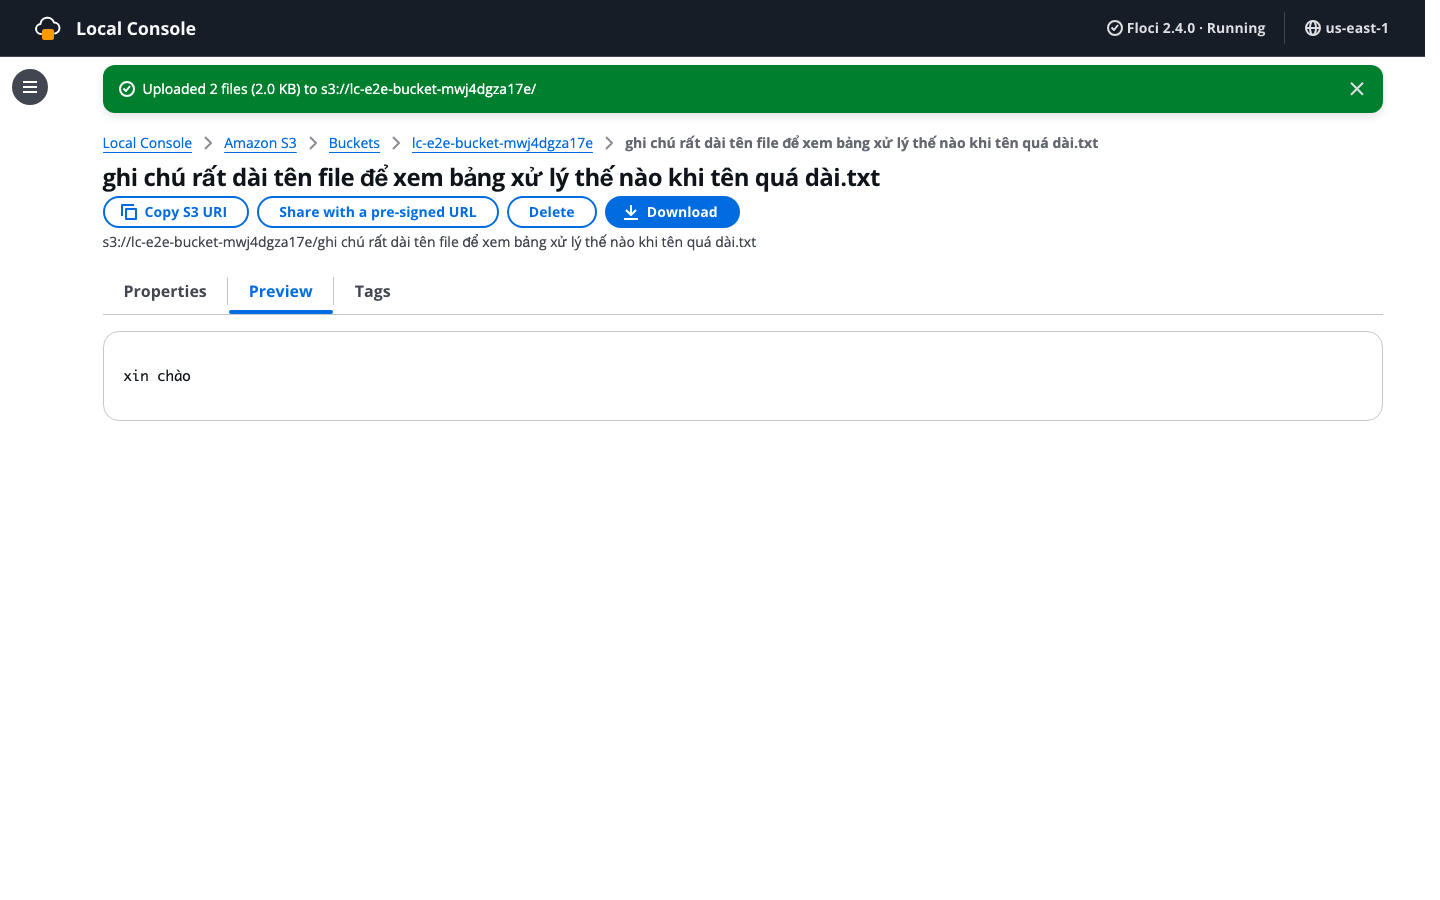 Local Console
Floci 2.4.0 · Running
us-east-1
Uploaded 2 files (2.0 KB) to s3://lc-e2e-bucket-mwj4dgza17e/
Local Console > Amazon S3 > Buckets > lc-e2e-bucket-mwj4dgza17e > ghi chú rất dài tên file để xem bảng xử lý thế nào khi tên quá dài.txt
ghi chú rất dài tên file để xem bảng xử lý thế nào khi tên quá dài.txt
Copy S3 URI
Share with a pre-signed URL
Delete
Download
s3://lc-e2e-bucket-mwj4dgza17e/ghi chú rất dài tên file để xem bảng xử lý thế nào khi tên quá dài.txt
Properties
Preview
Tags
xin chào